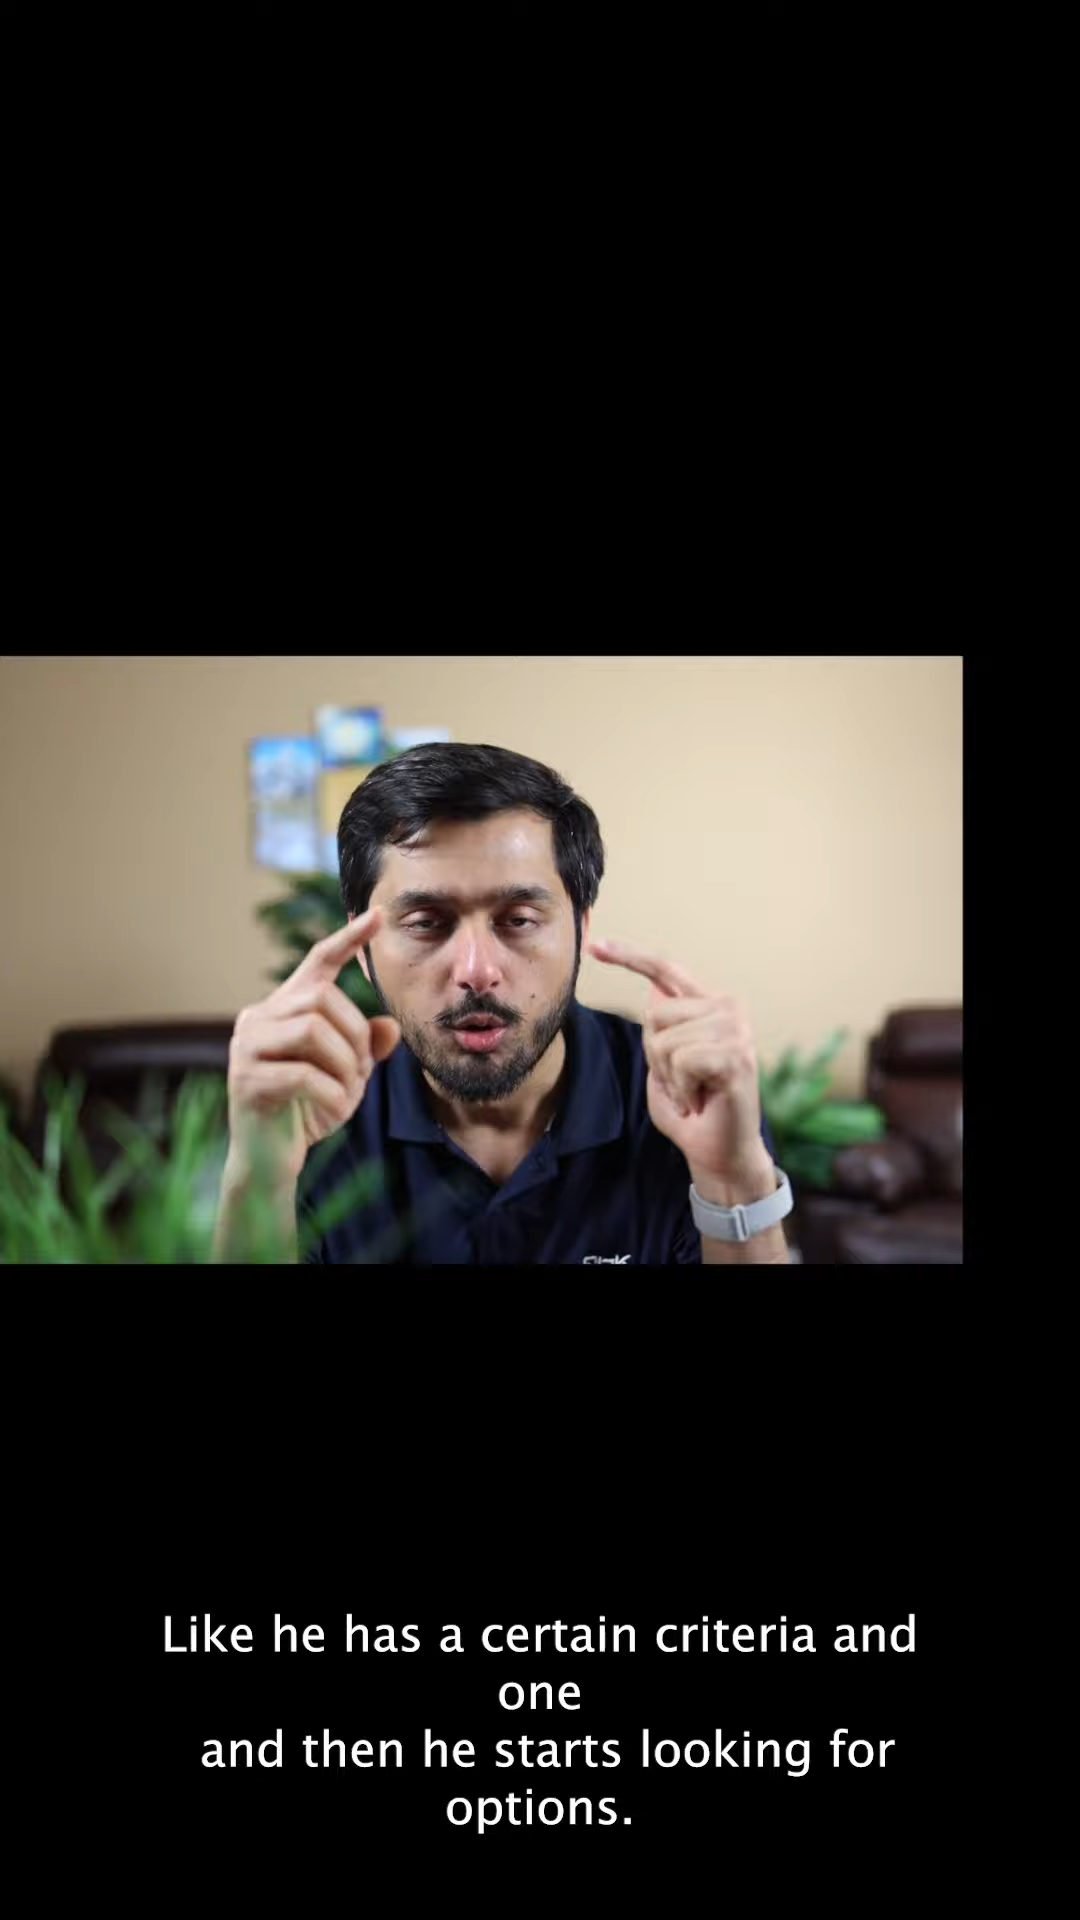 Like he has a certain criteria and
one
and then he starts looking for
options.